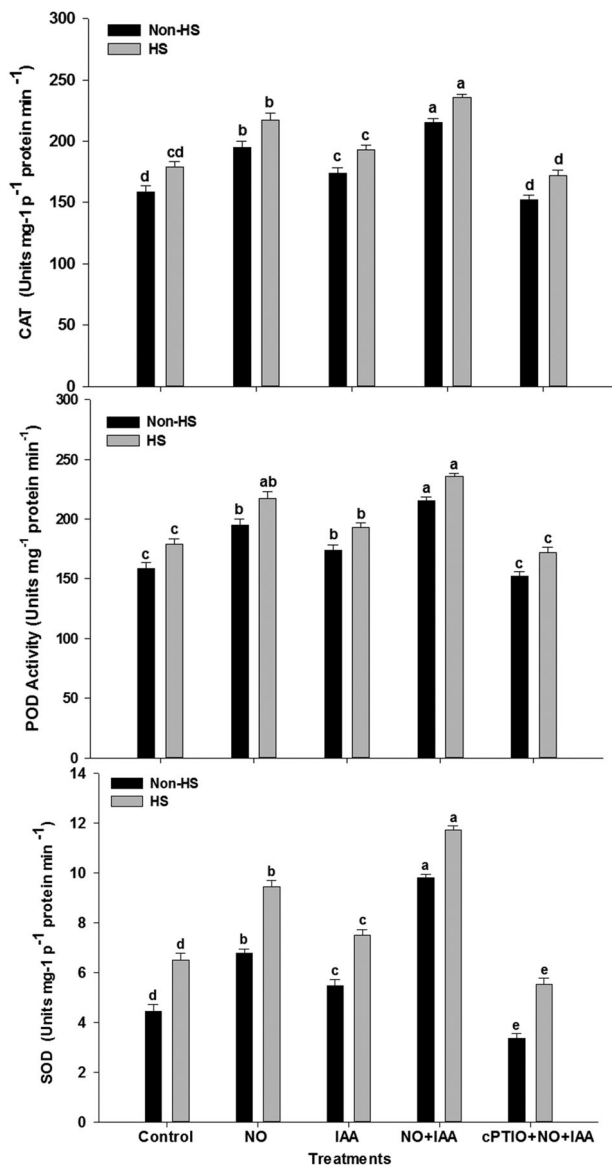 300
Non-HS
HS
250
200
150
100
50
0
CAT (Units mg-1 p⁻¹ protein min ⁻¹)
d cd b b c c a a d d
300
Non-HS
HS
250
200
150
100
50
0
POD Activity (Units mg⁻¹ protein min⁻¹)
c c b ab b b a a c c
14
Non-HS
HS
12
10
8
6
4
2
0
SOD (Units mg-1 p⁻¹ protein min ⁻¹)
d d b b c c a a e e
Control NO IAA NO+IAA cPTIO+NO+IAA
Treatments